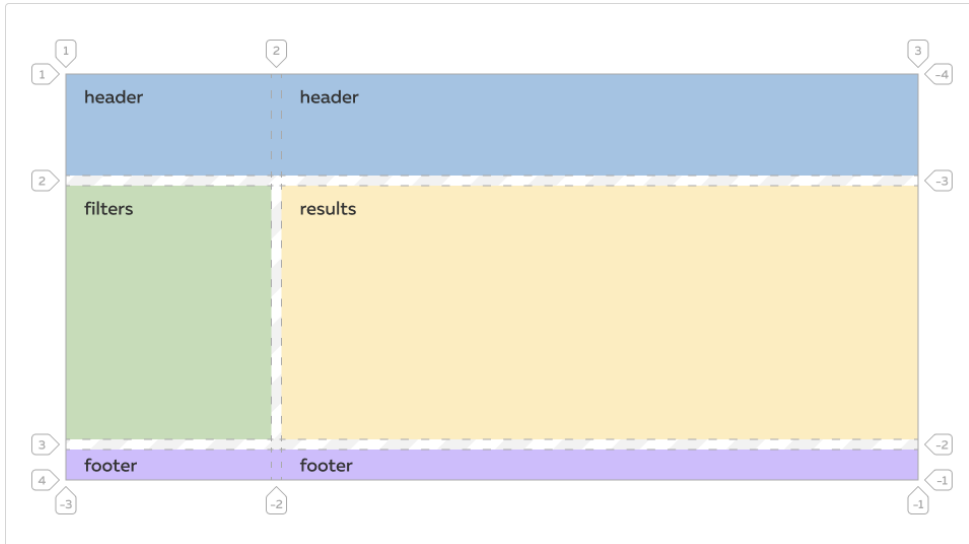 1 2 3
1 -4
header header
2 -3
filters results
3 -2
footer footer
4 -1
-3 -2 -1